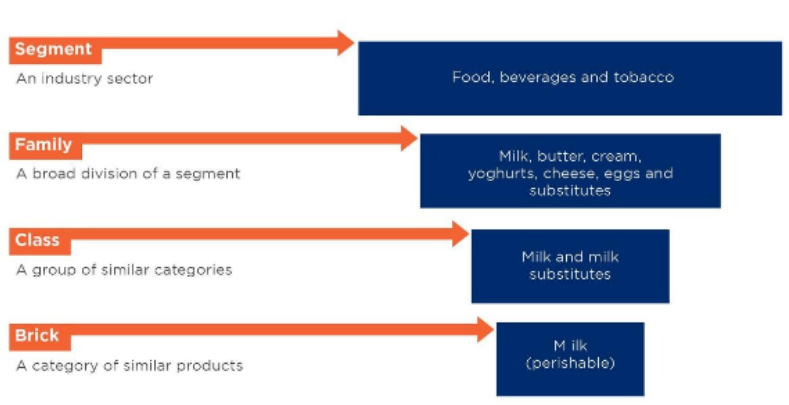 Segment
An industry sector
Food, beverages and tobacco
Family
A broad division of a segment
Milk, butter, cream,
yoghurts, cheese, eggs and
substitutes
Class
A group of similar categories
Milk and milk
substitutes
Brick
A category of similar products
M ilk
(perishable)